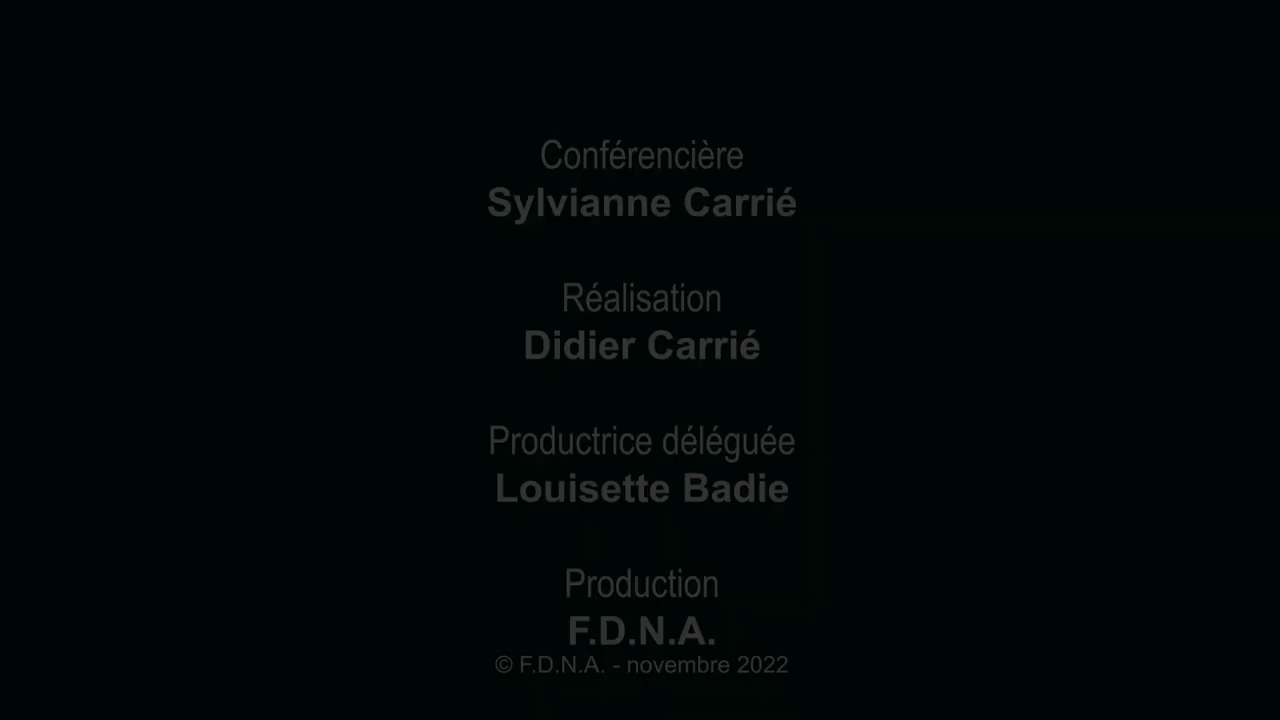 Conférencière
Sylvianne Carrié
Réalisation
Didier Carrié
Productrice déléguée
Louisette Badie
Production
F.D.N.A.
© F.D.N.A. - novembre 2022